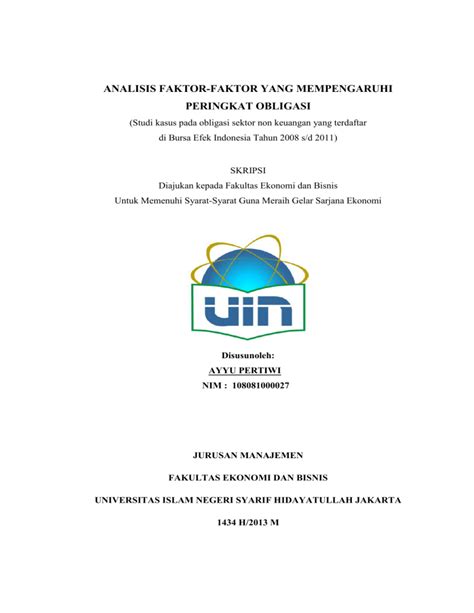 ANALISIS FAKTOR-FAKTOR YANG MEMPENGARUHI
PERINGKAT OBLIGASI
(Studi kasus pada obligasi sektor non keuangan yang terdaftar
di Bursa Efek Indonesia Tahun 2008 s/d 2011)
SKRIPSI
Diajukan kepada Fakultas Ekonomi dan Bisnis
Untuk Memenuhi Syarat-Syarat Guna Meraih Gelar Sarjana Ekonomi
uin
Disusunoleh:
AYYU PERTIWI
NIM : 108081000027
JURUSAN MANAJEMEN
FAKULTAS EKONOMI DAN BISNIS
UNIVERSITAS ISLAM NEGERI SYARIF HIDAYATULLAH JAKARTA
1434 H/2013 M